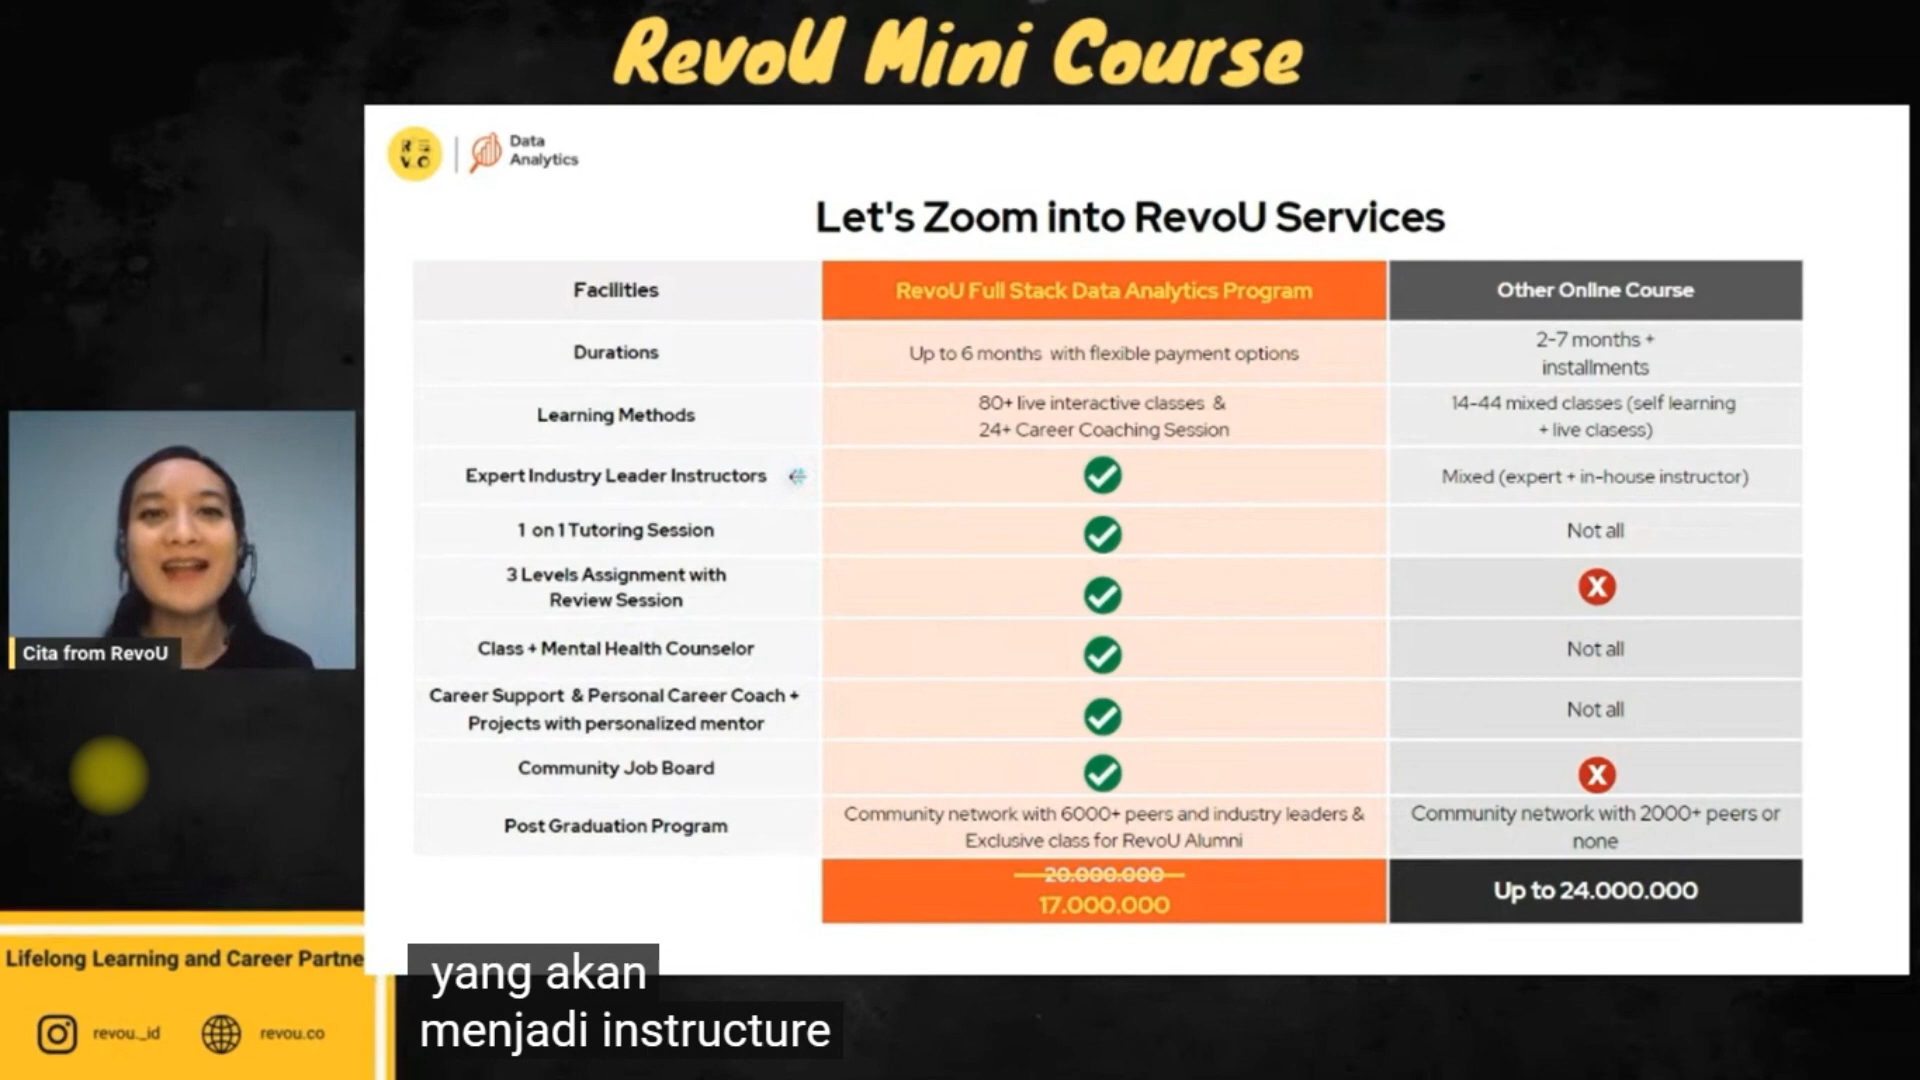 RevoU Mini Course
RE
VO
Data
Analytics
Let's Zoom into RevoU Services
Facilities
RevoU Full Stack Data Analytics Program
Other Online Course
Durations
Up to 6 months with flexible payment options
2-7 months +
installments
Learning Methods
80+ live interactive classes &
24+ Career Coaching Session
14-44 mixed classes (self learning
+ live clasess)
Expert Industry Leader Instructors
Mixed (expert + in-house instructor)
1 on 1 Tutoring Session
Not all
3 Levels Assignment with
Review Session
X
Class + Mental Health Counselor
Not all
Career Support & Personal Career Coach +
Projects with personalized mentor
Not all
Community Job Board
X
Post Graduation Program
Community network with 6000+ peers and industry leaders &
Exclusive class for RevoU Alumni
Community network with 2000+ peers or
none
20.000.000
17.000.000
Up to 24.000.000
Cita from RevoU
Lifelong Learning and Career Partne
revou_id
revou.co
yang akan
menjadi instructure